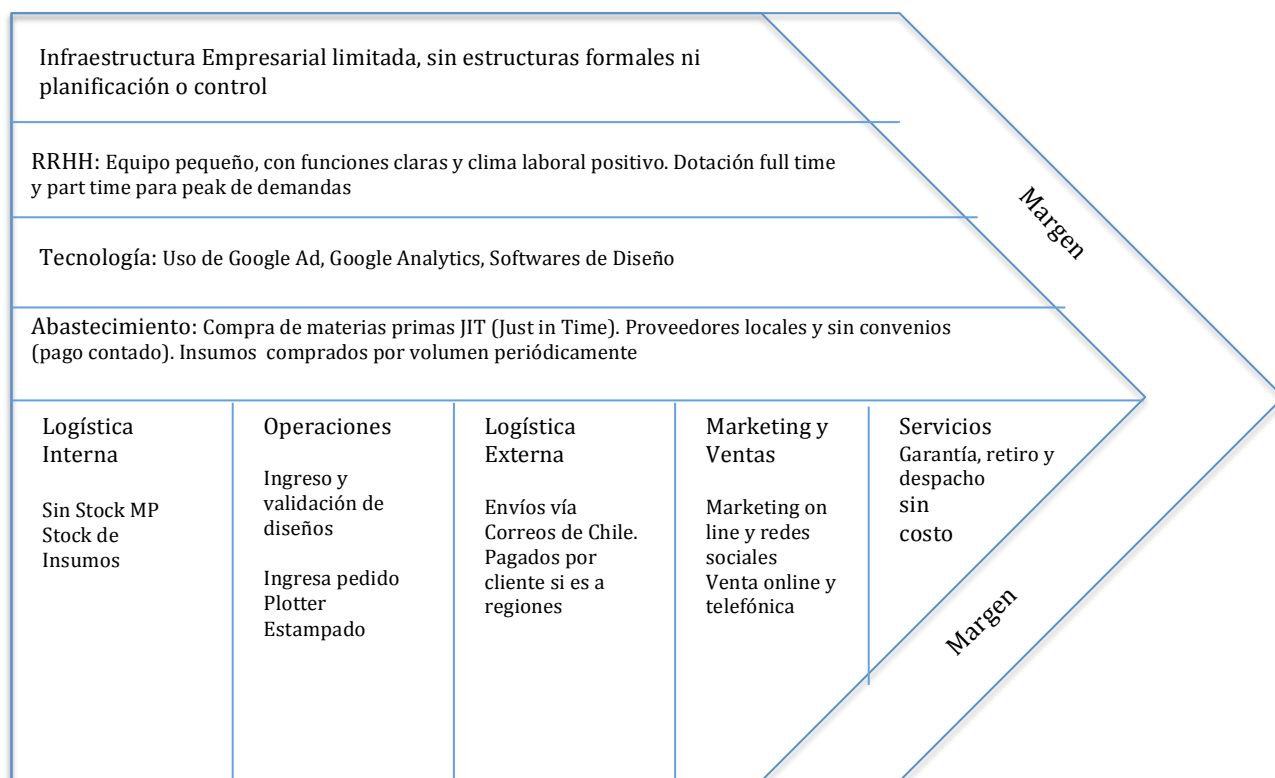 Infraestructura Empresarial limitada, sin estructuras formales ni
planificación o control
RRHH: Equipo pequeño, con funciones claras y clima laboral positivo. Dotación full time
y part time para peak de demandas
Tecnología: Uso de Google Ad, Google Analytics, Softwares de Diseño
Abastecimiento: Compra de materias primas JIT (Just in Time). Proveedores locales y sin convenios
(pago contado). Insumos comprados por volumen periódicamente
Margen
Logística
Interna
Sin Stock MP
Stock de
Insumos
Operaciones
Ingreso y
validación de
diseños
Ingresa pedido
Plotter
Estampado
Logística
Externa
Envíos vía
Correos de Chile.
Pagados por
cliente si es a
regiones
Marketing y
Ventas
Marketing on
line y redes
sociales
Venta online y
telefónica
Servicios
Garantía, retiro y
despacho
sin
costo
Margen